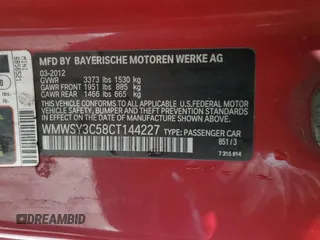 MFD BY BAYERISCHE MOTOREN WERKE AG
03-2012
GVWR 3373 lbs 1530 kg
GAWR FRONT 1951 lbs 885 kg
GAWR REAR 1466 lbs 665 kg
THIS VEHICLE CONFORMS TO ALL APPLICABLE
U.S. FEDERAL MOTOR VEHICLE SAFETY, BUMPER
AND THEFT PREVENTION STANDARDS IN EFFECT
ON THE DATE OF MANUFACTURE SHOWN ABOVE.
WMWSY3C58CT144227 TYPE: PASSENGER CAR
851 / 3
7 315 814
MINI
DREAMBID